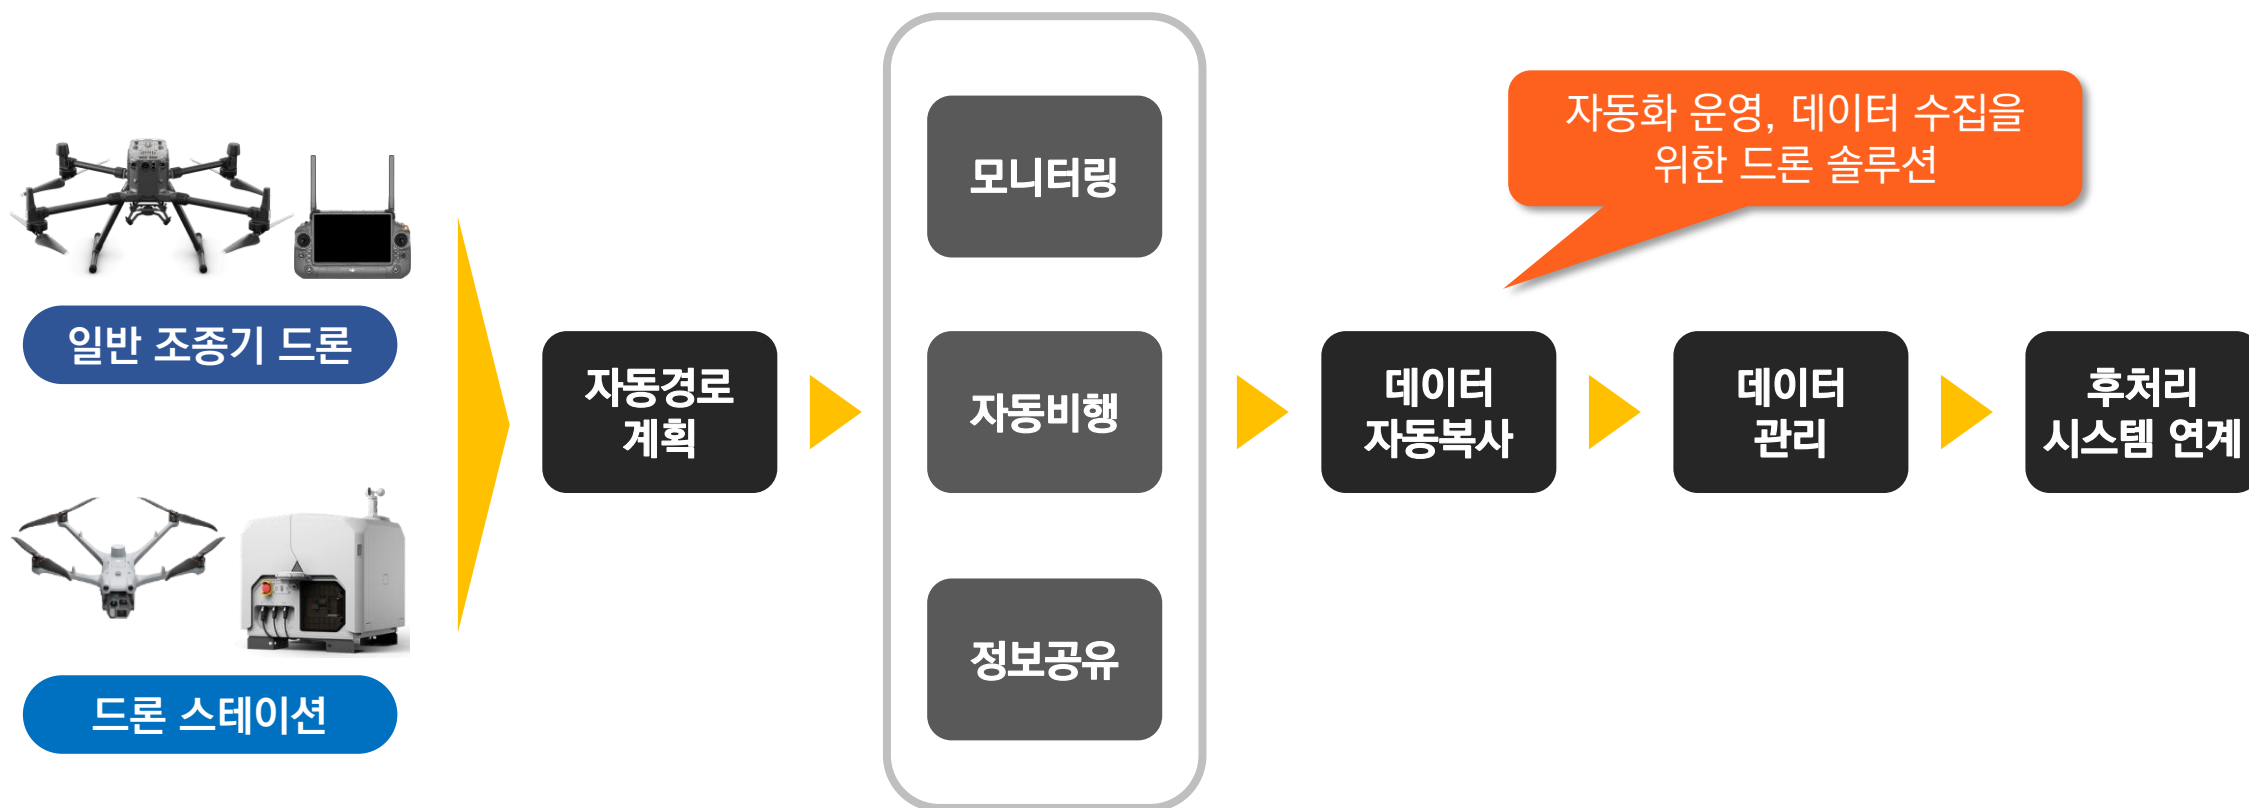 일반 조종기 드론
드론 스테이션
자동경로
계획
모니터링
자동비행
정보공유
자동화 운영, 데이터 수집을
위한 드론 솔루션
데이터
자동복사
데이터
관리
후처리
시스템 연계